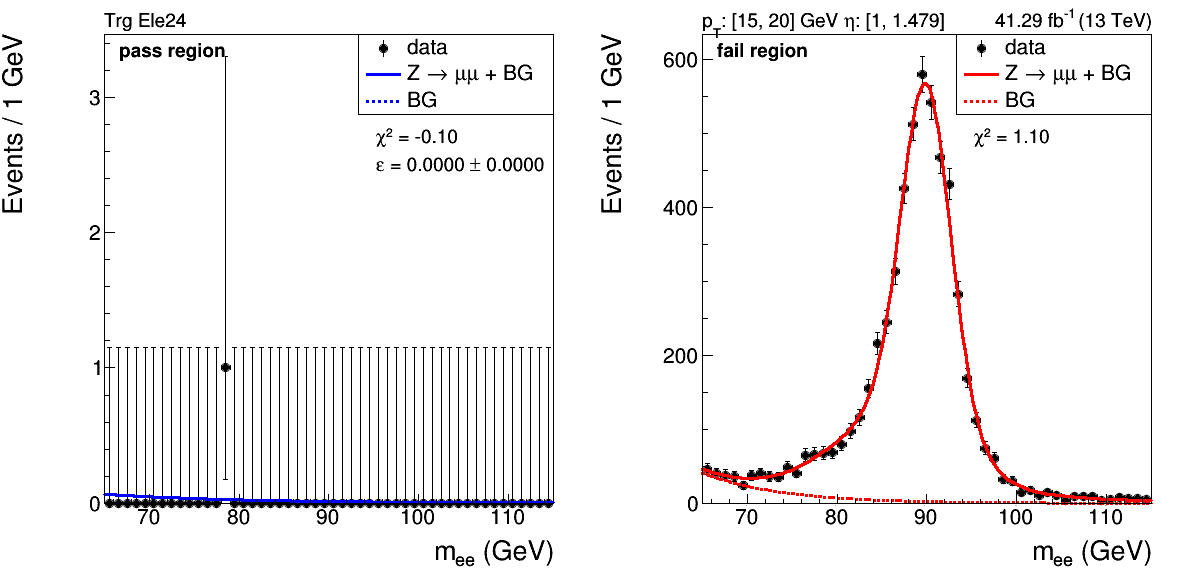 Trg Ele24
pass region
data
Z → μμ + BG
BG
χ² = -0.10
ε = 0.0000 ± 0.0000
Events / 1 GeV
3
2
1
0
70 80 90 100 110
m_ee (GeV)
p_T: [15, 20] GeV η: [1, 1.479] 41.29 fb⁻¹ (13 TeV)
fail region
data
Z → μμ + BG
BG
χ² = 1.10
Events / 1 GeV
600
400
200
0
70 80 90 100 110
m_ee (GeV)